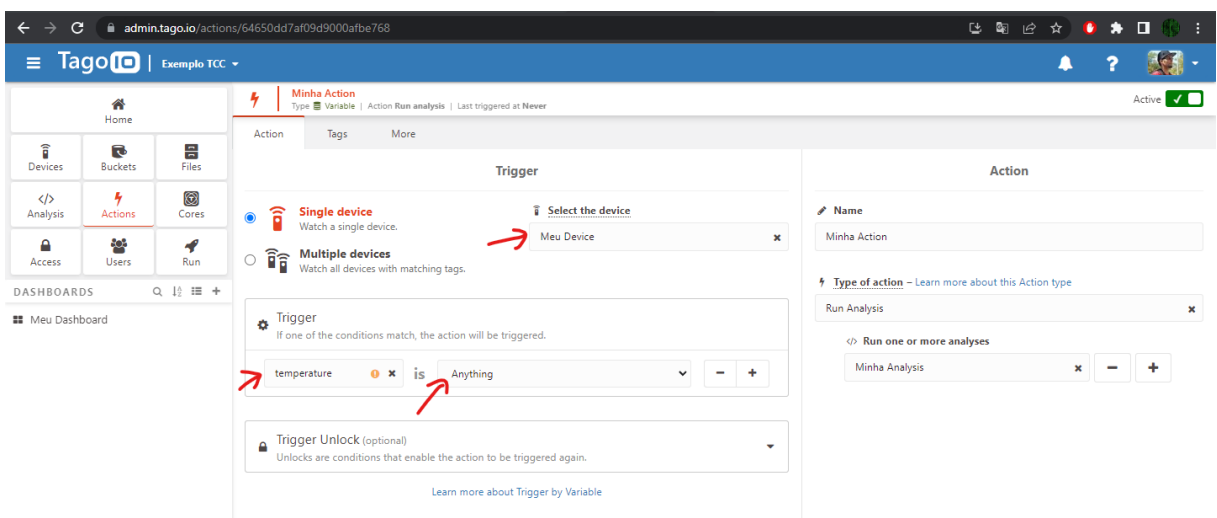 admin.tago.io/actions/64650dd7af09d9000afbe768
TagoIO | Exemplo TCC
?
Home
Devices Buckets Files
Analysis Actions Cores
Access Users Run
DASHBOARDS
Meu Dashboard
Minha Action
Type Variable | Action Run analysis | Last triggered at Never
Active
Action Tags More
Trigger
Single device
Watch a single device.
Multiple devices
Watch all devices with matching tags.
Select the device
Meu Device
Trigger
If one of the conditions match, the action will be triggered.
temperature is Anything
Trigger Unlock (optional)
Unlocks are conditions that enable the action to be triggered again.
Learn more about Trigger by Variable
Action
Name
Minha Action
Type of action – Learn more about this Action type
Run Analysis
</> Run one or more analyses
Minha Analysis